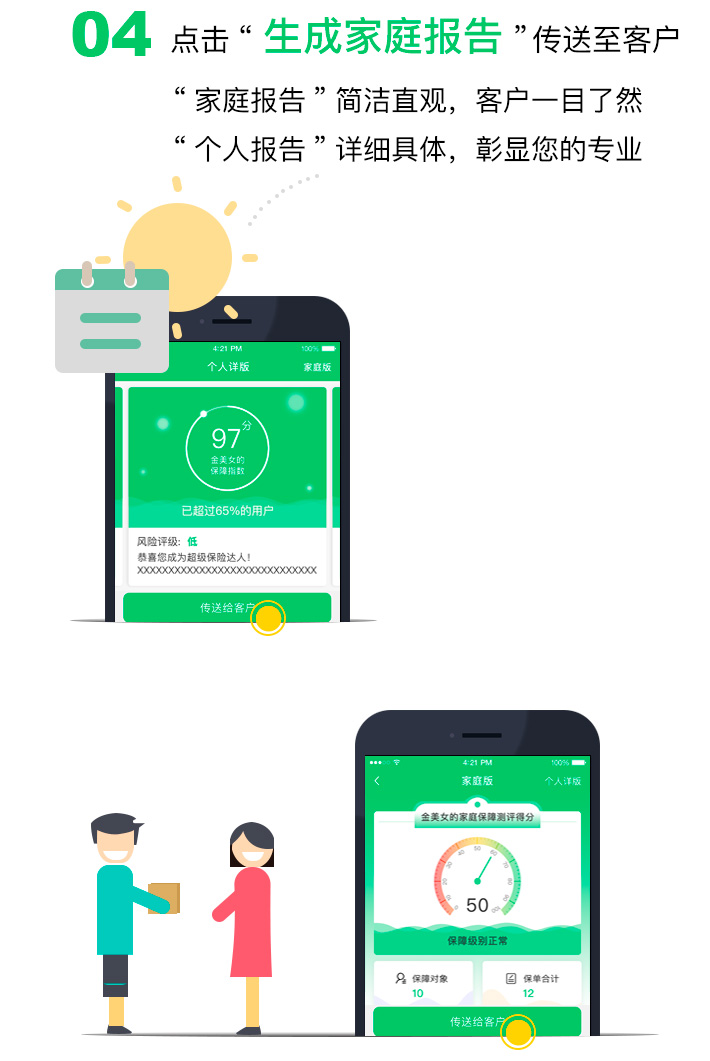 04 点击“生成家庭报告”传送至客户
“家庭报告”简洁直观，客户一目了然
“个人报告”详细具体，彰显您的专业
4:21 PM 100%
个人详版 家庭版
97分
金美女的
保障指数
已超过65%的用户
风险评级：低
恭喜您成为超级保险达人！
XXXXXXXXXXXXXXXXXXXXXXXXXXXXX
传送给客户
4:21 PM 100%
家庭版 个人详版
金美女的家庭保障测评得分
50
保障级别正常
保障对象 保单合计
10 12
传送给客户